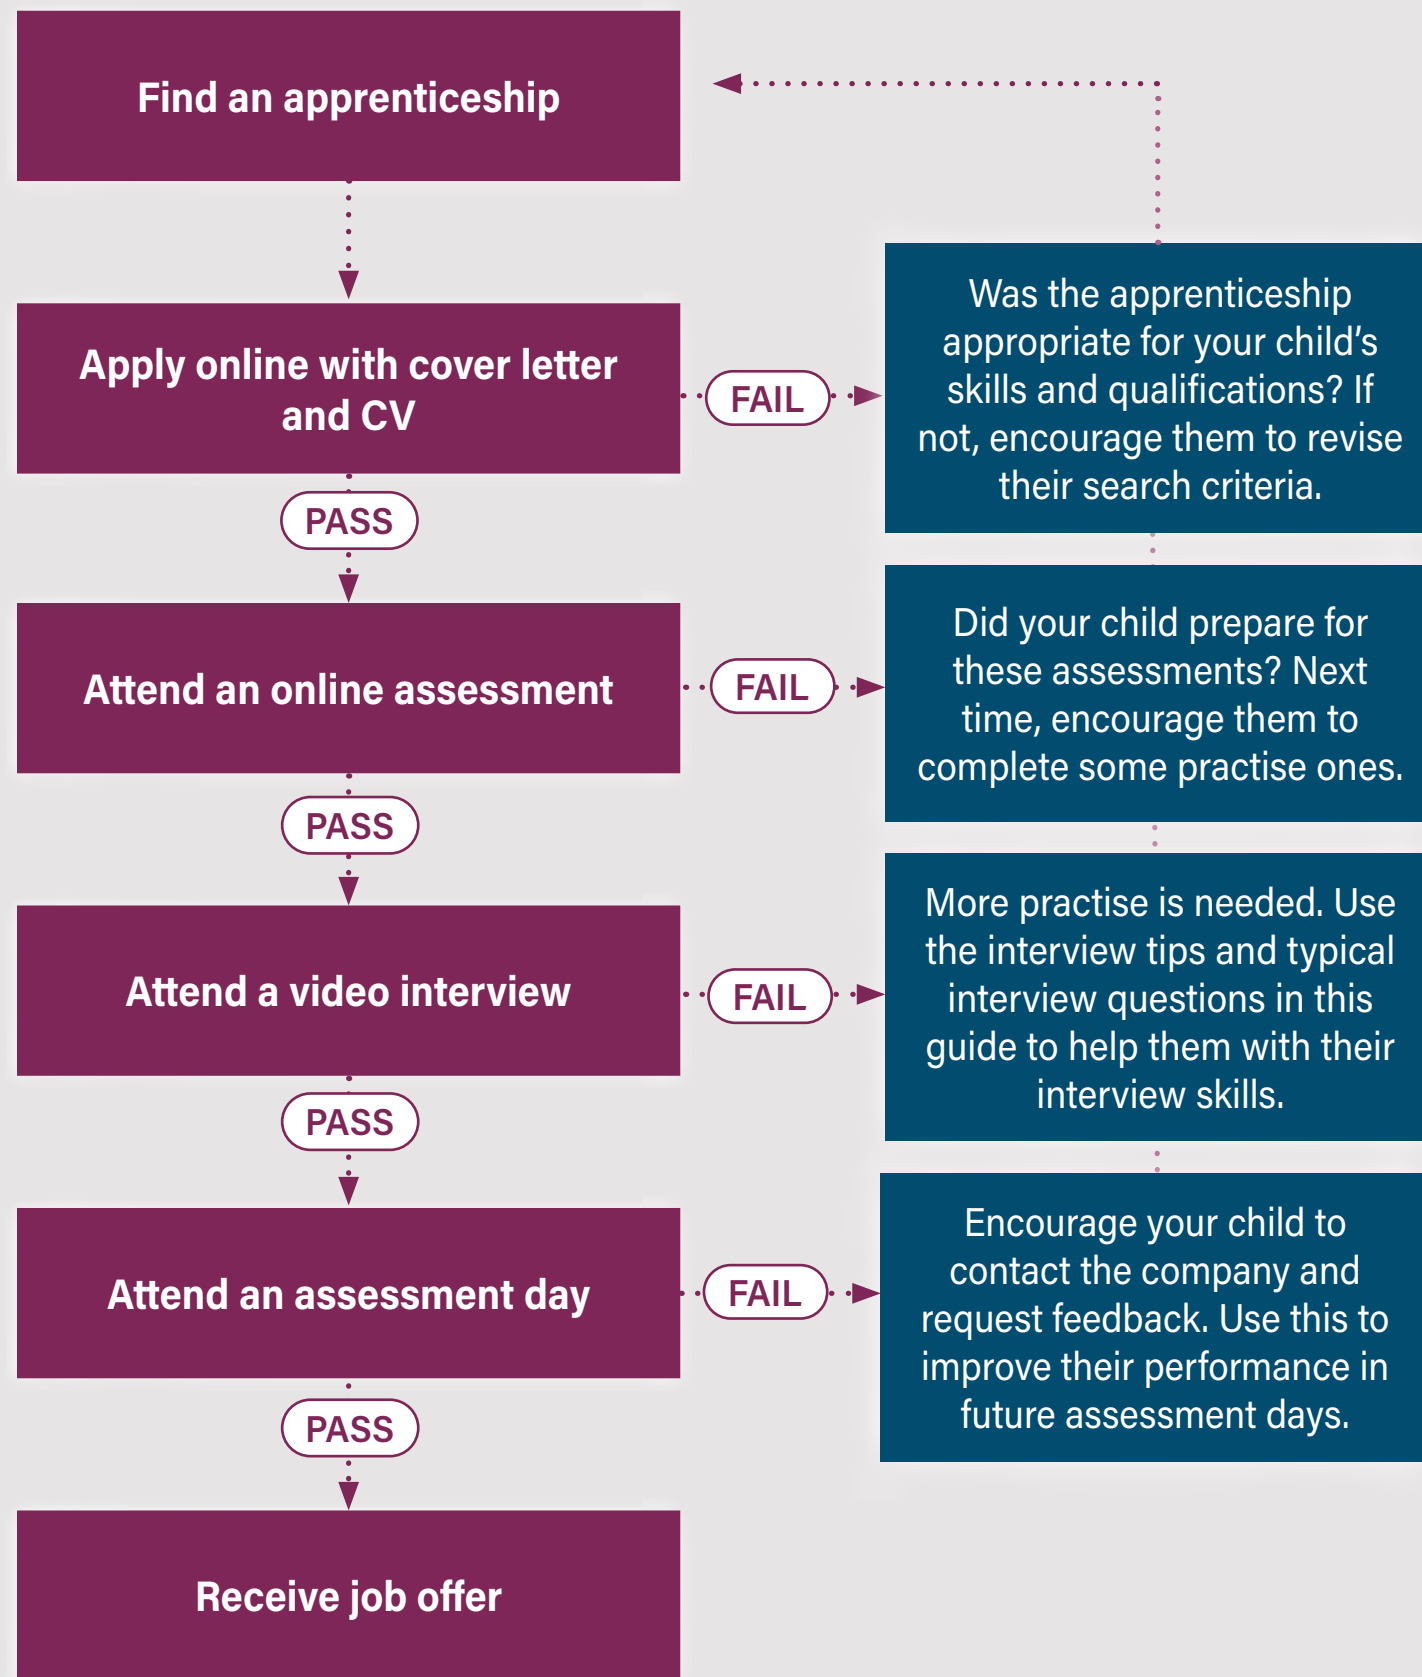 Find an apprenticeship
Apply online with cover letter
and CV
FAIL
Was the apprenticeship
appropriate for your child’s
skills and qualifications? If
not, encourage them to revise
their search criteria.
PASS
Attend an online assessment
FAIL
Did your child prepare for
these assessments? Next
time, encourage them to
complete some practise ones.
PASS
Attend a video interview
FAIL
More practise is needed. Use
the interview tips and typical
interview questions in this
guide to help them with their
interview skills.
PASS
Attend an assessment day
FAIL
Encourage your child to
contact the company and
request feedback. Use this to
improve their performance in
future assessment days.
PASS
Receive job offer